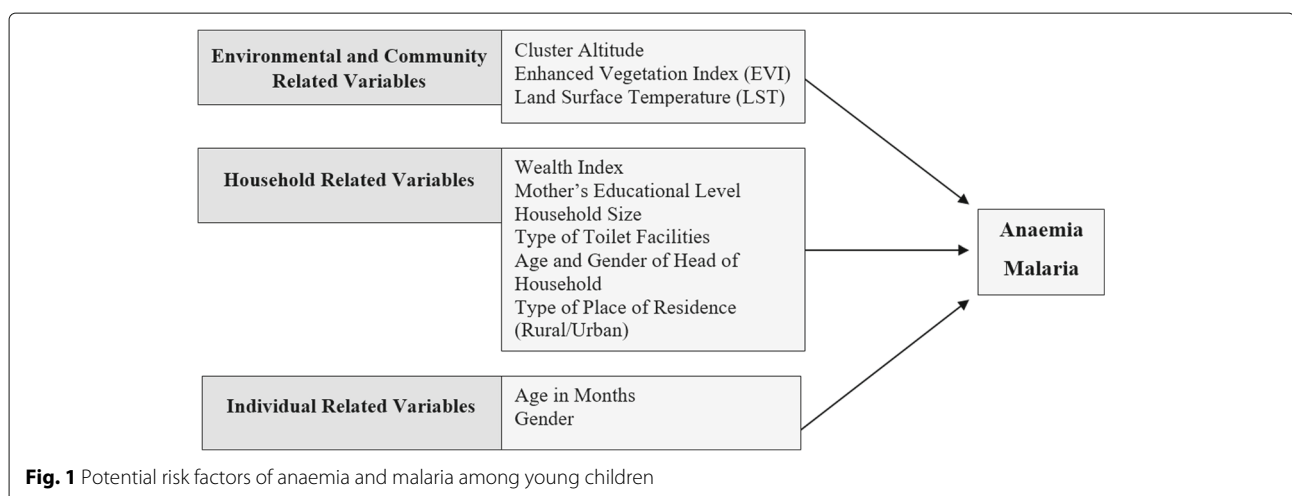 Environmental and Community
Related Variables
Cluster Altitude
Enhanced Vegetation Index (EVI)
Land Surface Temperature (LST)
Household Related Variables
Wealth Index
Mother's Educational Level
Household Size
Type of Toilet Facilities
Age and Gender of Head of
Household
Type of Place of Residence
(Rural/Urban)
Individual Related Variables
Age in Months
Gender
Anaemia
Malaria
Fig. 1 Potential risk factors of anaemia and malaria among young children